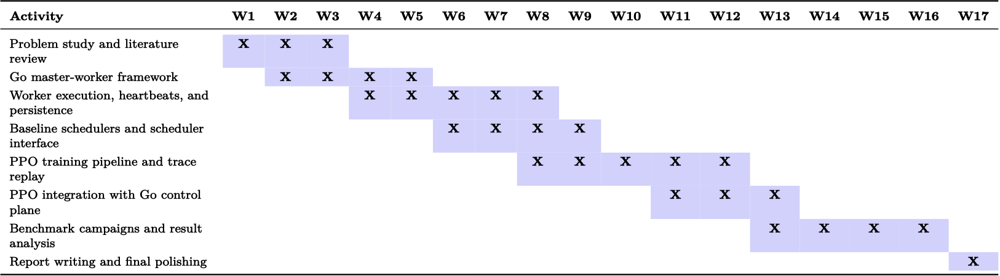 Activity W1 W2 W3 W4 W5 W6 W7 W8 W9 W10 W11 W12 W13 W14 W15 W16 W17
Problem study and literature X X X
review
Go master-worker framework X X X X
Worker execution, heartbeats, and X X X X X
persistence
Baseline schedulers and scheduler X X X X
interface
PPO training pipeline and trace X X X X X
replay
PPO integration with Go control X X X
plane
Benchmark campaigns and result X X X X
analysis
Report writing and final polishing X